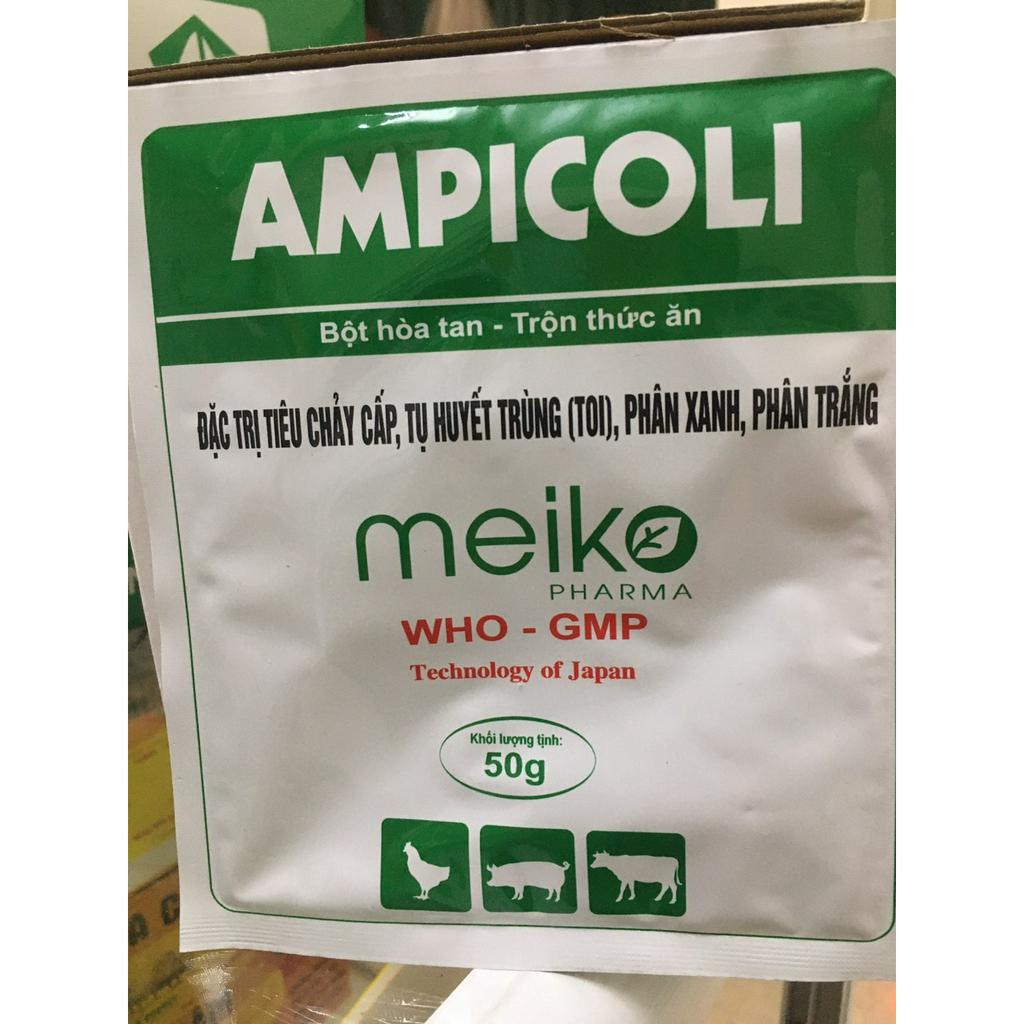 AMPICOLI
Bột hòa tan - Trộn thức ăn
ĐẶC TRỊ TIÊU CHẢY CẤP, TỤ HUYẾT TRÙNG (TOI), PHÂN XANH, PHÂN TRẮNG
meiko
PHARMA
WHO - GMP
Technology of Japan
Khối lượng tịnh:
50g